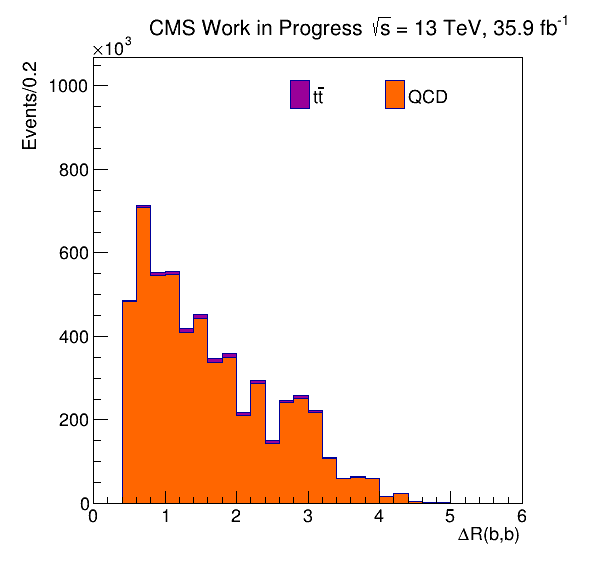 CMS Work in Progress √s = 13 TeV, 35.9 fb⁻¹
×10³
Events/0.2
tt̄
QCD
1000
800
600
400
200
0
0 1 2 3 4 5 6
ΔR(b,b)